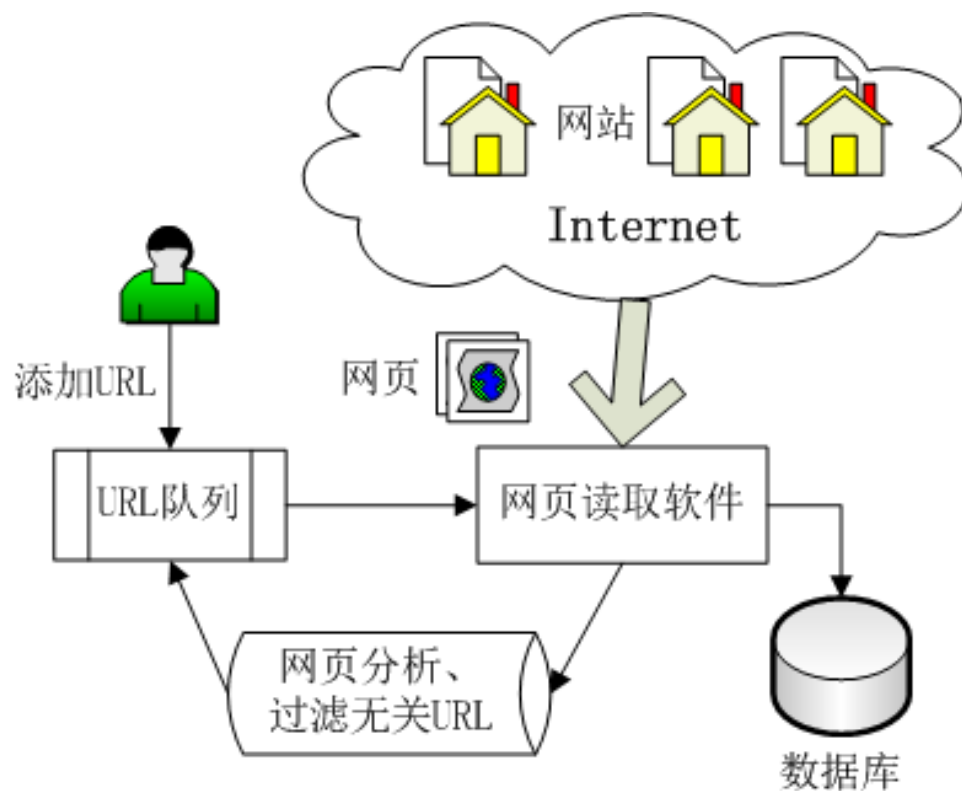 网站
Internet
添加URL
网页
URL队列
网页读取软件
网页分析、
过滤无关URL
数据库